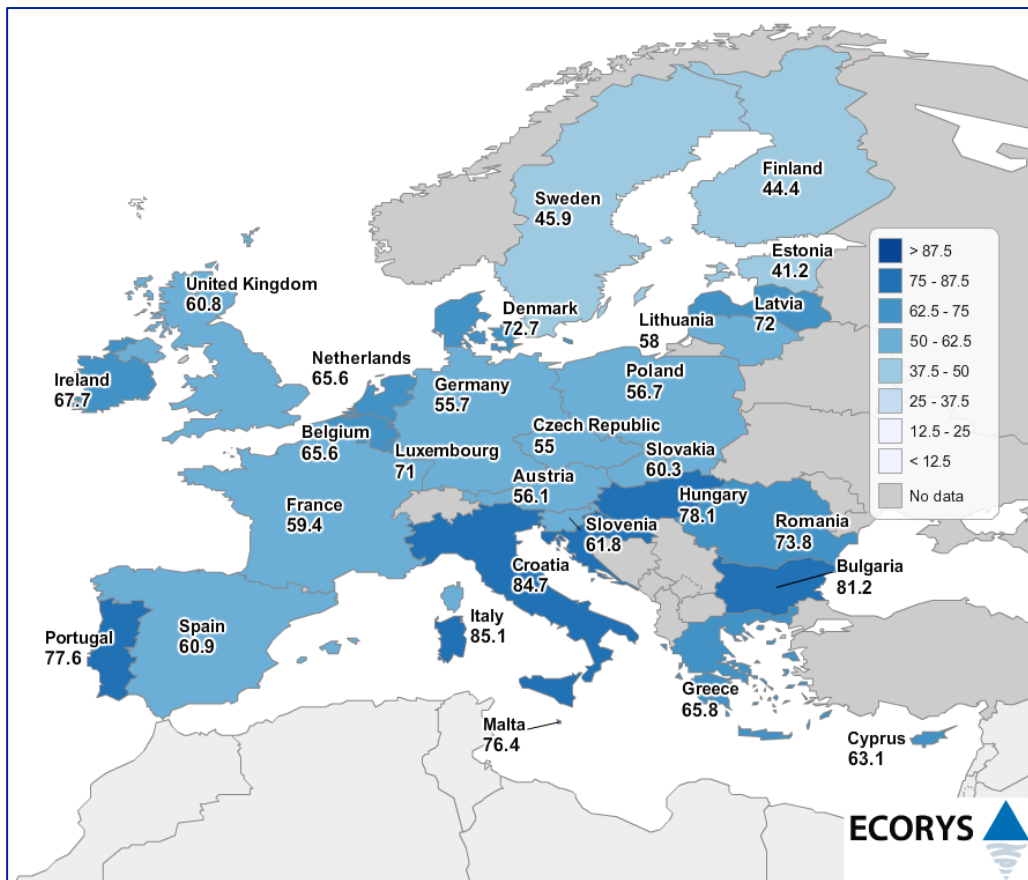 Finland
44.4
Sweden
45.9
Estonia
41.2
United Kingdom
60.8
Denmark
72.7
Latvia
72
Lithuania
58
Netherlands
65.6
Ireland
67.7
Germany
55.7
Poland
56.7
Belgium
65.6
Czech Republic
55
Luxembourg
71
Slovakia
60.3
Austria
56.1
Hungary
78.1
France
59.4
Slovenia
61.8
Romania
73.8
Croatia
84.7
Bulgaria
81.2
Italy
85.1
Spain
60.9
Portugal
77.6
Greece
65.8
Malta
76.4
Cyprus
63.1
> 87.5
75 - 87.5
62.5 - 75
50 - 62.5
37.5 - 50
25 - 37.5
12.5 - 25
< 12.5
No data
ECORYS